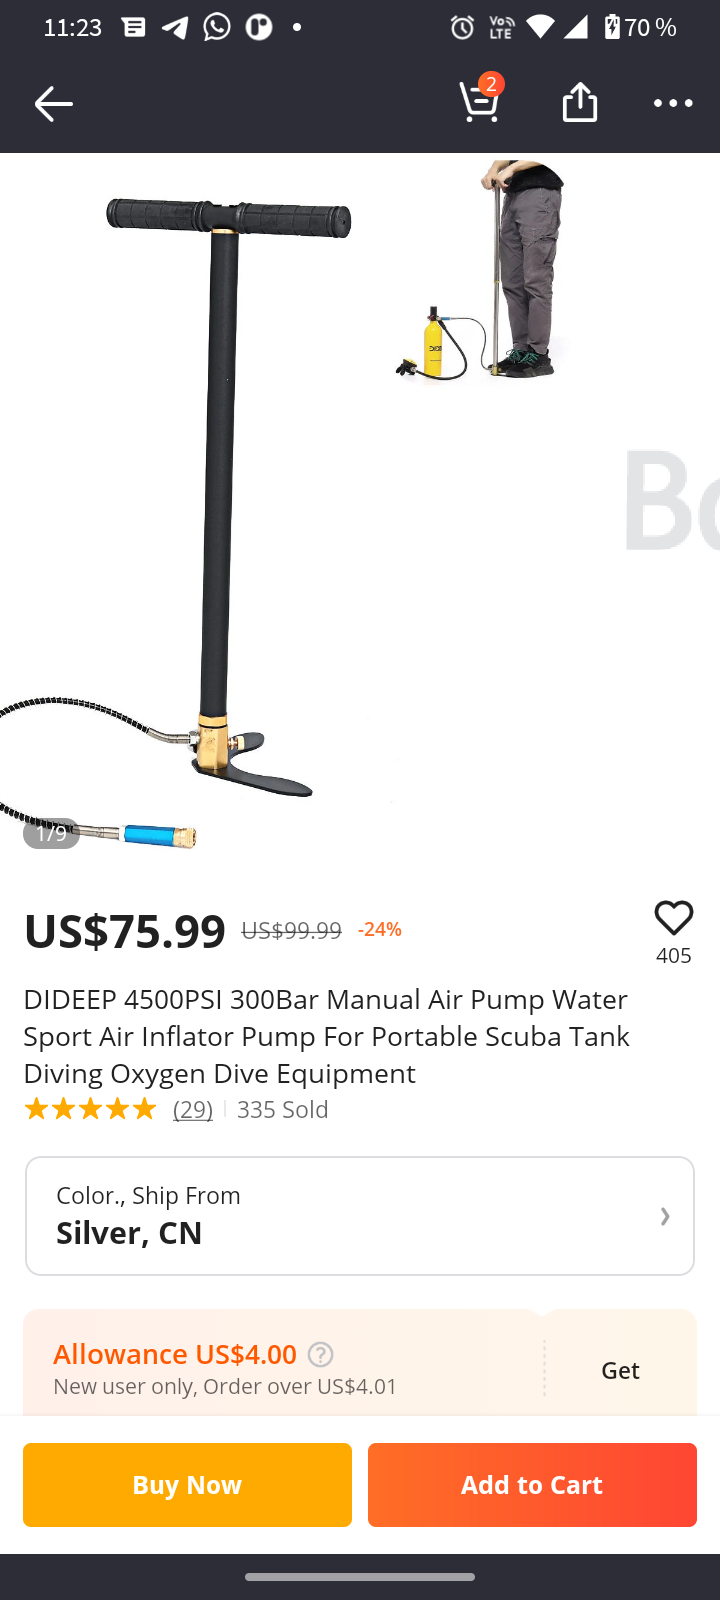 11:23
Vo
LTE
70 %
2
Bo
1/9
US$75.99 US$99.99 -24%
405
DIDEEP 4500PSI 300Bar Manual Air Pump Water
Sport Air Inflator Pump For Portable Scuba Tank
Diving Oxygen Dive Equipment
(29) 335 Sold
Color., Ship From
Silver, CN
Allowance US$4.00 ?
New user only, Order over US$4.01
Get
Buy Now
Add to Cart